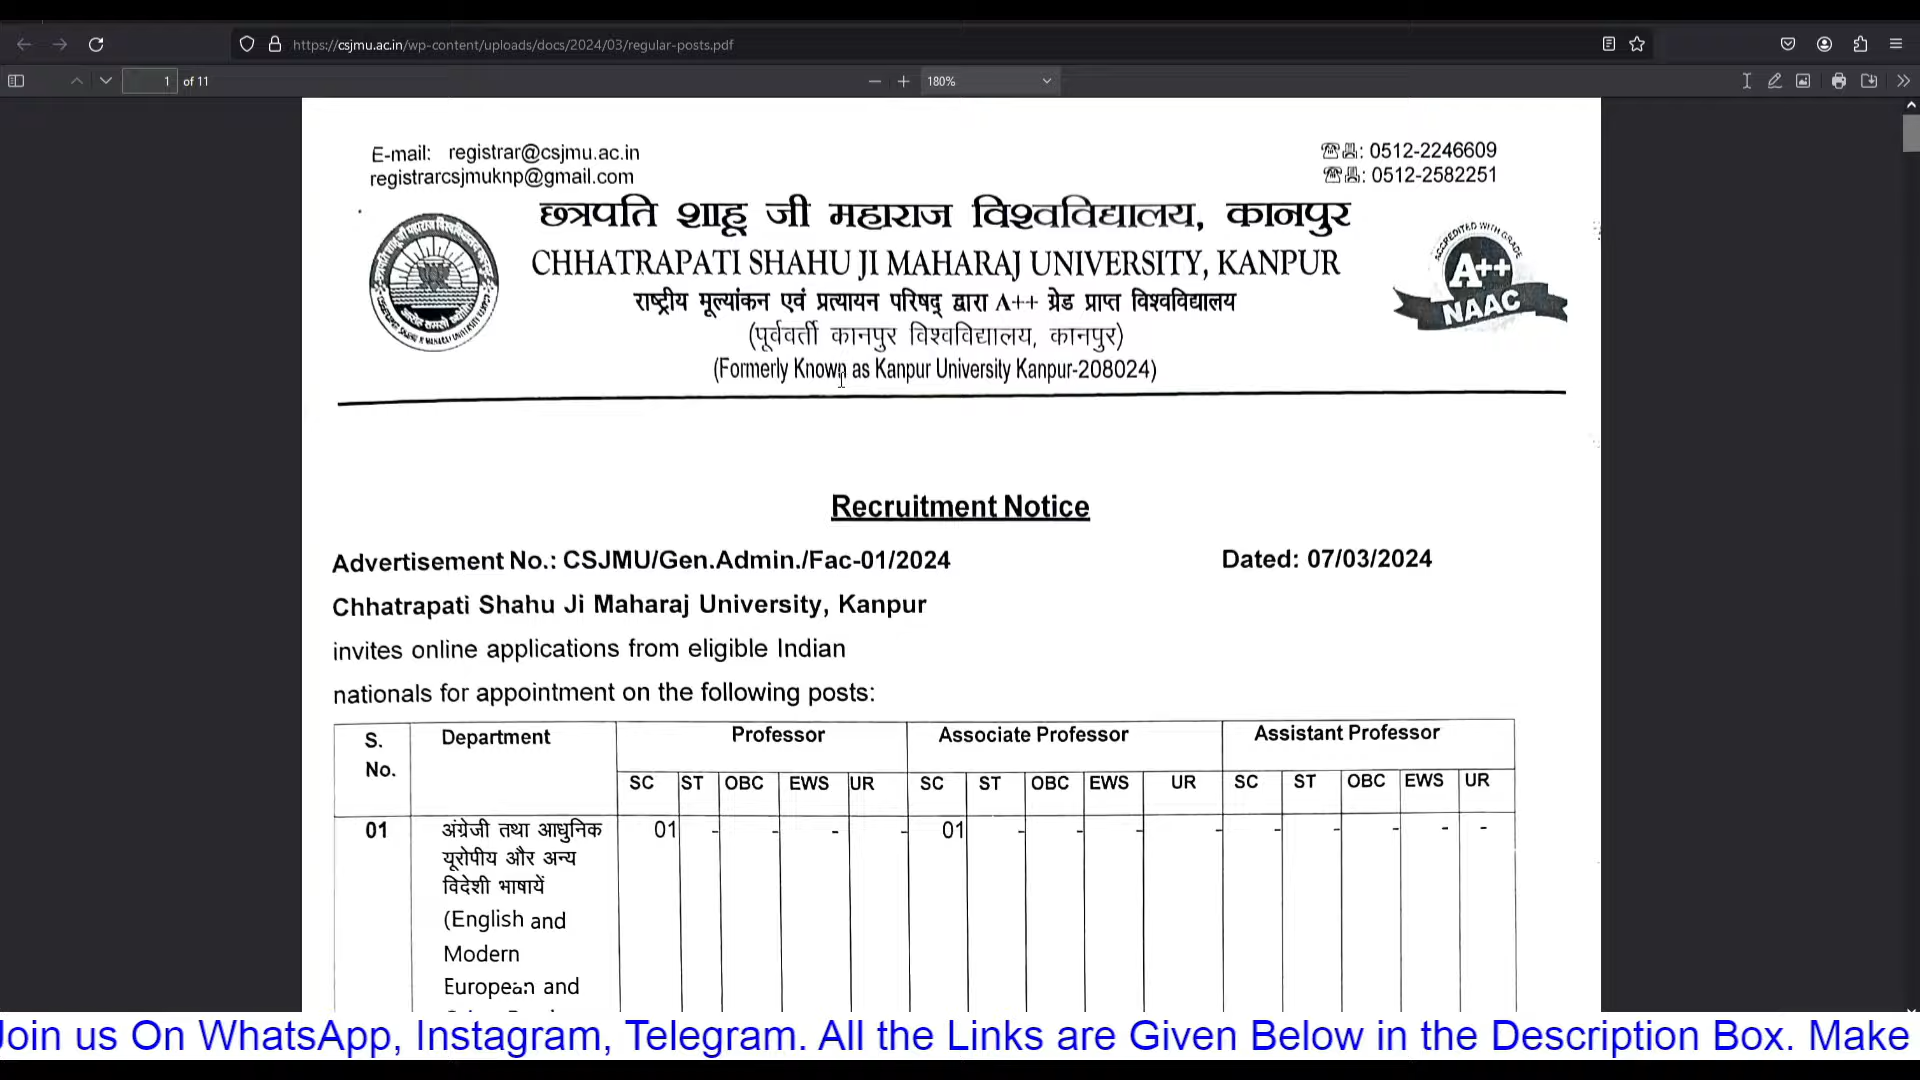 https://csjmu.ac.in/wp-content/uploads/docs/2024/03/regular-posts.pdf
1 of 11
180%
E-mail: registrar@csjmu.ac.in
registrarcsjmuknp@gmail.com
: 0512-2246609
: 0512-2582251
छत्रपति शाहू जी महाराज विश्वविद्यालय, कानपुर
CHHATRAPATI SHAHU JI MAHARAJ UNIVERSITY, KANPUR
राष्ट्रीय मूल्यांकन एवं प्रत्यायन परिषद् द्वारा A++ ग्रेड प्राप्त विश्वविद्यालय
(पूर्ववर्ती कानपुर विश्वविद्यालय, कानपुर)
(Formerly Known as Kanpur University Kanpur-208024)
ACCREDITED WITH GRADE
A++
NAAC
Recruitment Notice
Advertisement No.: CSJMU/Gen.Admin./Fac-01/2024 Dated: 07/03/2024
Chhatrapati Shahu Ji Maharaj University, Kanpur
invites online applications from eligible Indian
nationals for appointment on the following posts:
S. No. Department Professor Associate Professor Assistant Professor
SC ST OBC EWS UR SC ST OBC EWS UR SC ST OBC EWS UR
01 अंग्रेजी तथा आधुनिक 01 - - - - 01 - - - - - - - - -
यूरोपीय और अन्य
विदेशी भाषायें
(English and
Modern
European and
Join us On WhatsApp, Instagram, Telegram. All the Links are Given Below in the Description Box. Make